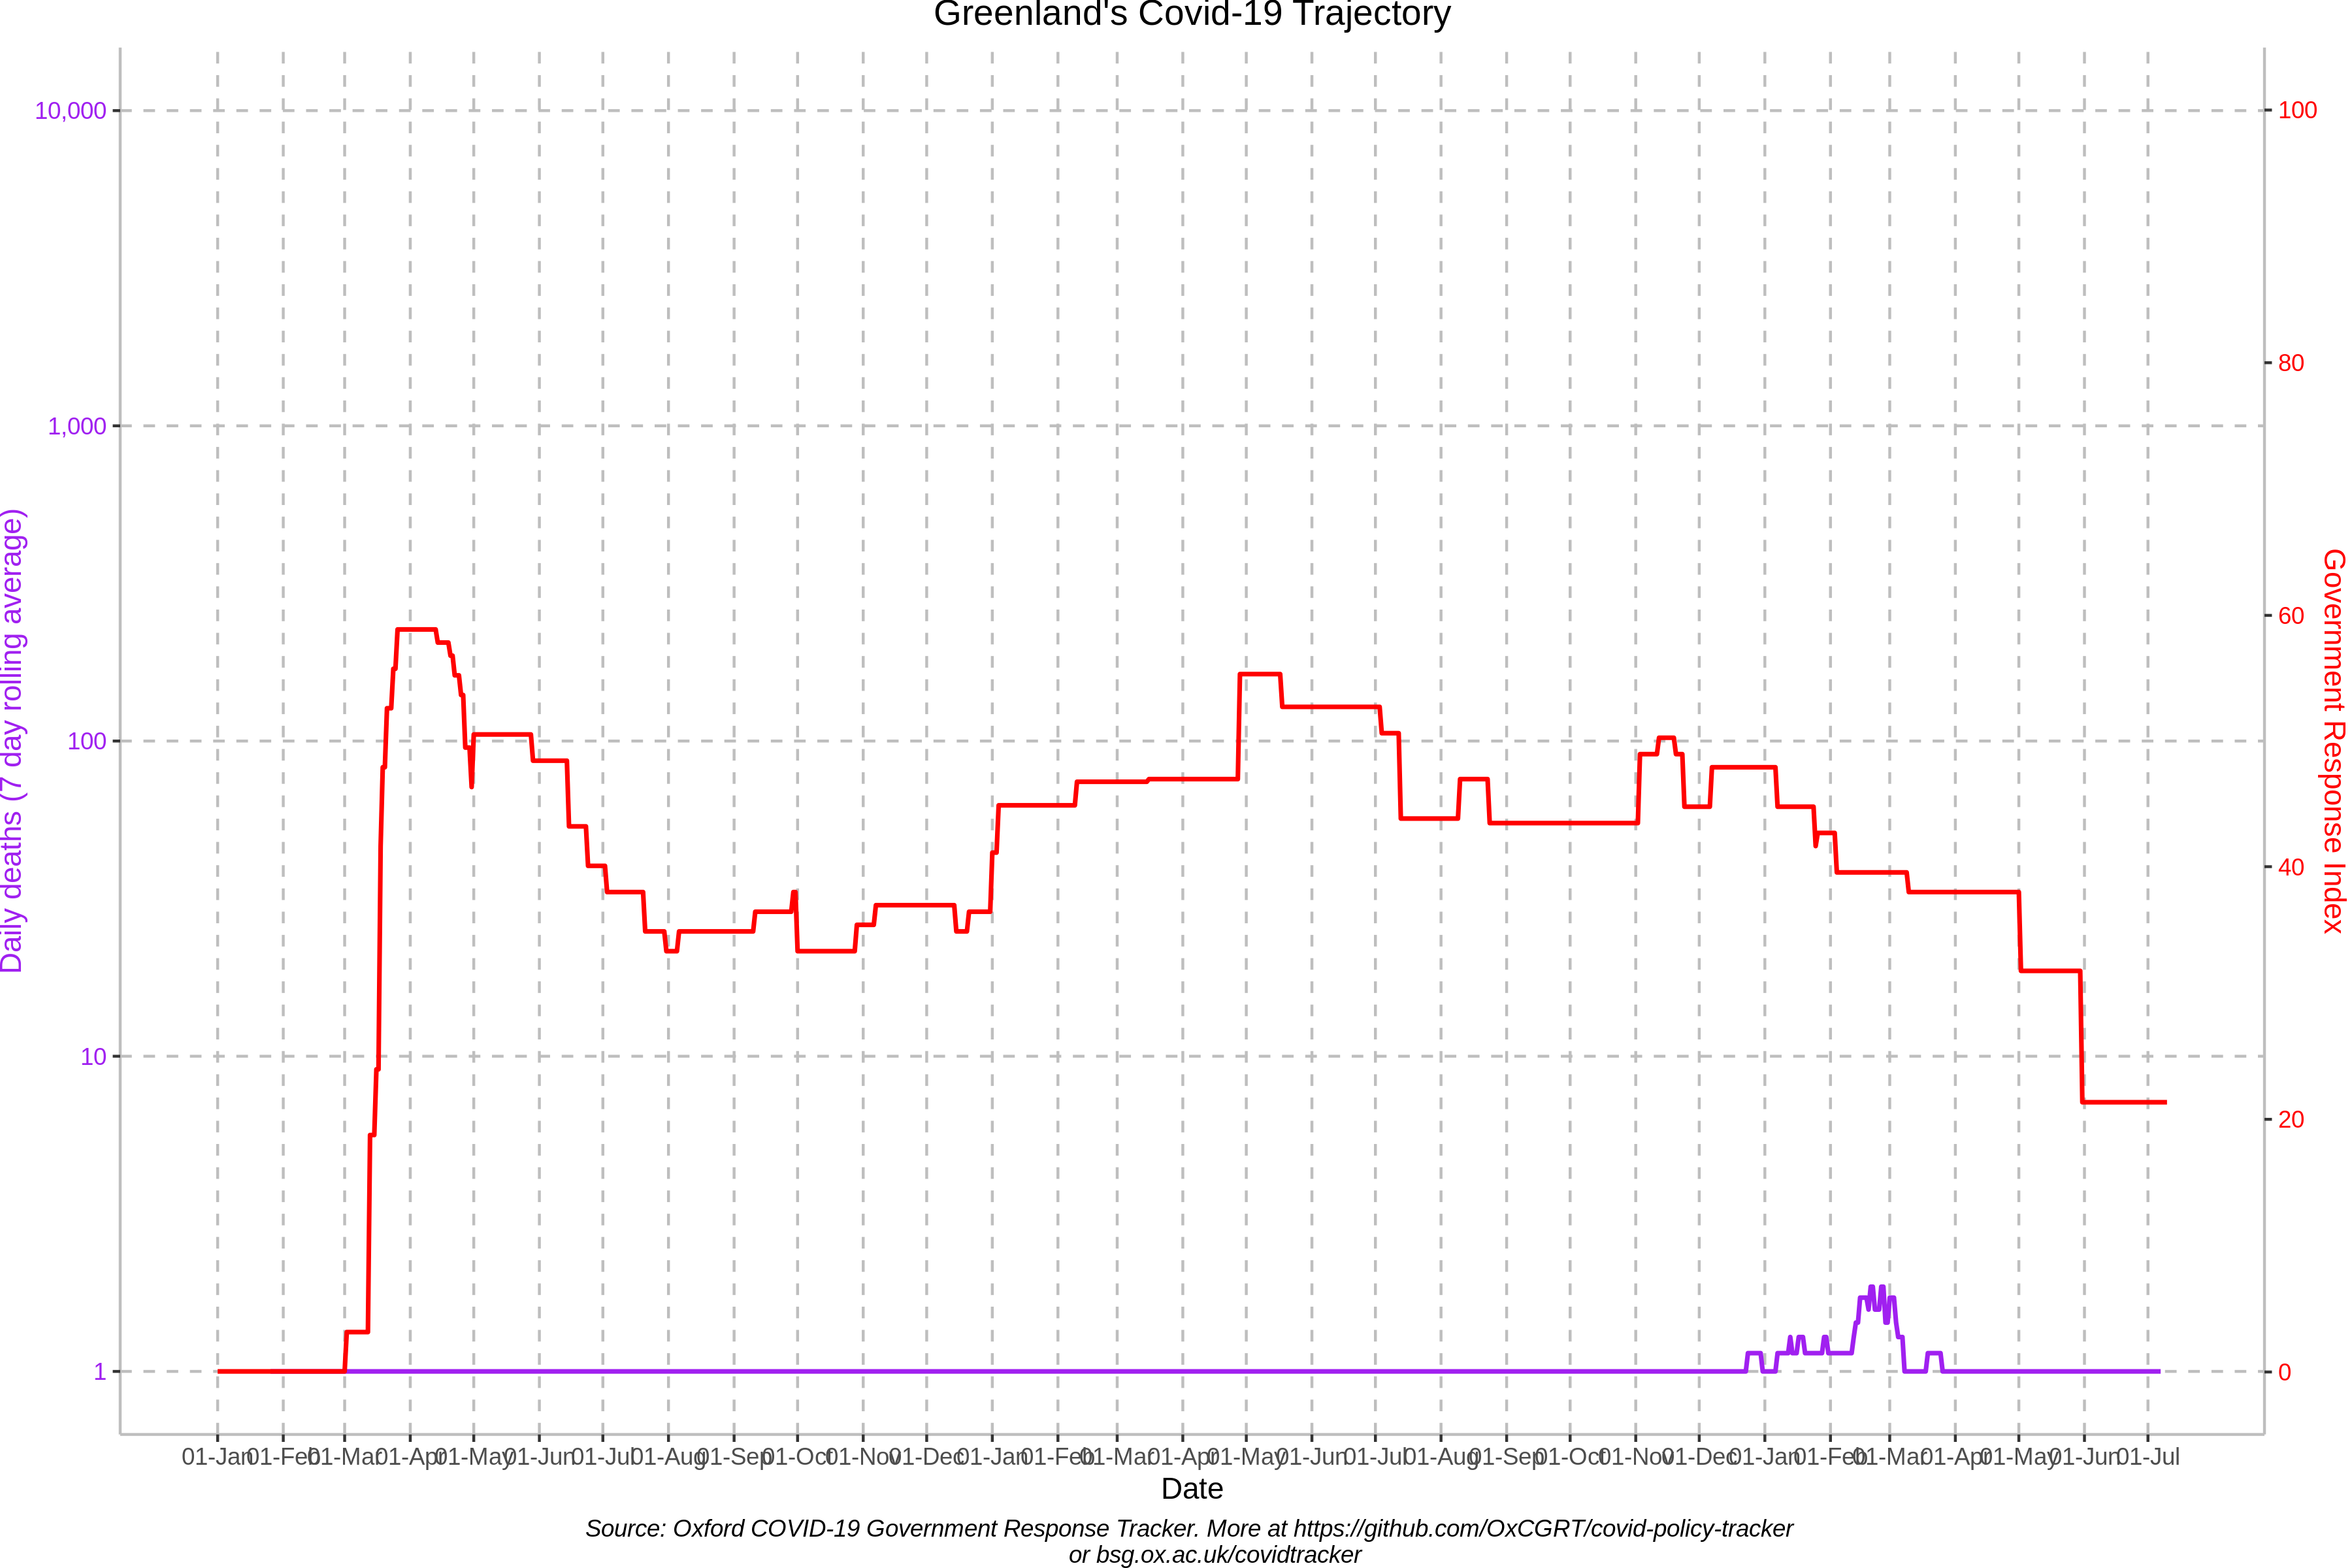 Greenland's Covid-19 Trajectory
10,000
1,000
100
10
1
Daily deaths (7 day rolling average)
100
80
60
40
20
0
Government Response Index
01-Jan 01-Feb 01-Mar 01-Apr 01-May 01-Jun 01-Jul 01-Aug 01-Sep 01-Oct 01-Nov 01-Dec 01-Jan 01-Feb 01-Mar 01-Apr 01-May 01-Jun 01-Jul 01-Aug 01-Sep 01-Oct 01-Nov 01-Dec 01-Jan 01-Feb 01-Mar 01-Apr 01-May 01-Jun 01-Jul
Date
Source: Oxford COVID-19 Government Response Tracker. More at https://github.com/OxCGRT/covid-policy-tracker
or bsg.ox.ac.uk/covidtracker